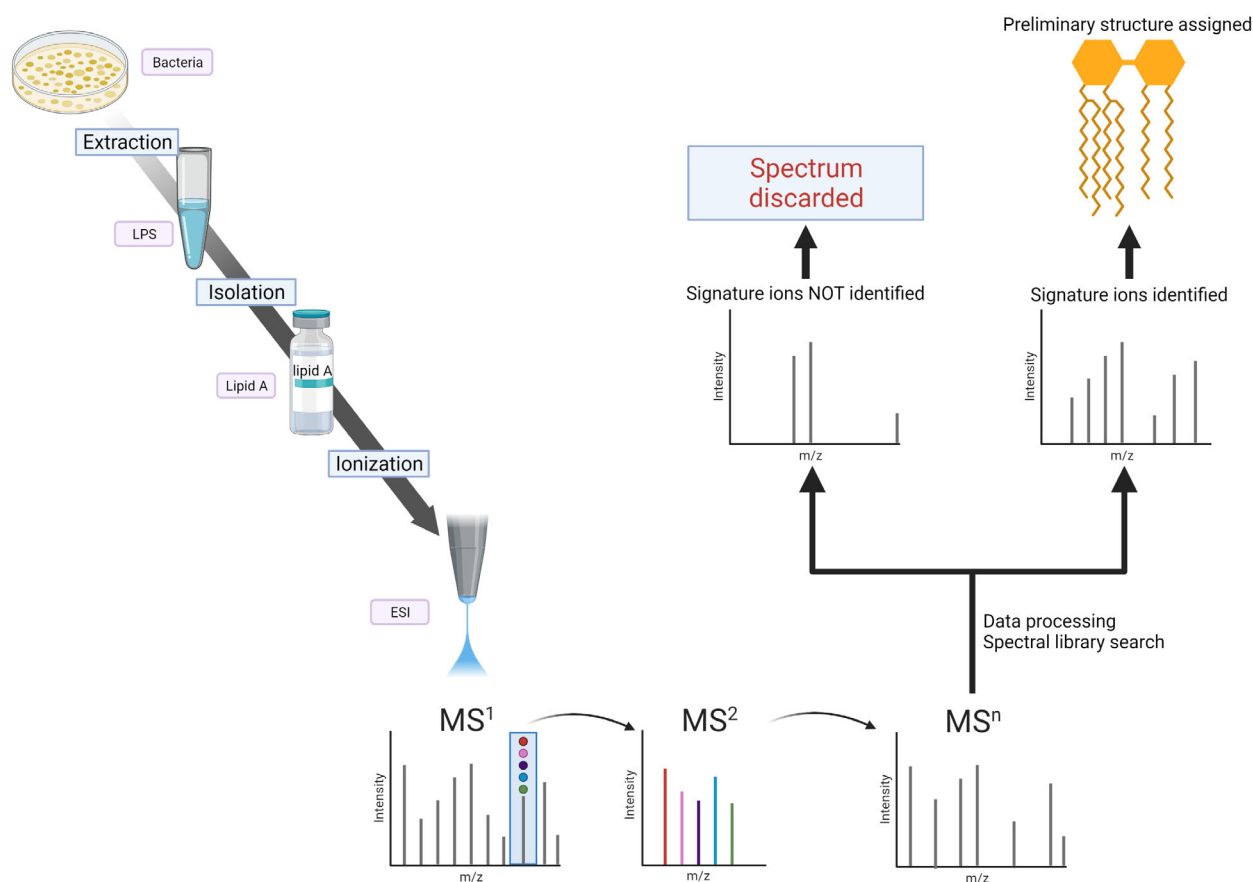 Preliminary structure assigned
Bacteria
Extraction
Spectrum
discarded
LPS
Isolation
Signature ions NOT identified
Signature ions identified
lipid A
Lipid A
Intensity
m/z
Intensity
m/z
Ionization
ESI
Data processing
Spectral library search
MS¹
MS²
MSⁿ
Intensity
m/z
Intensity
m/z
Intensity
m/z